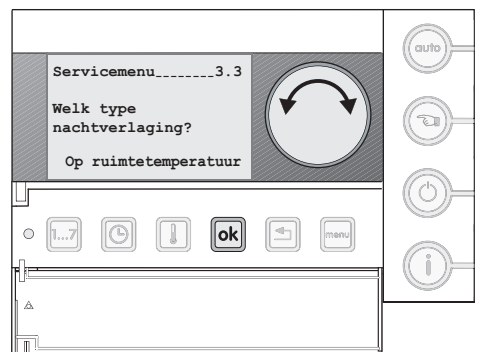 auto
Servicemenu_______3.3
Welk type
nachtverlaging?
Op ruimtetemperatuur
1...7
ok
menu
i